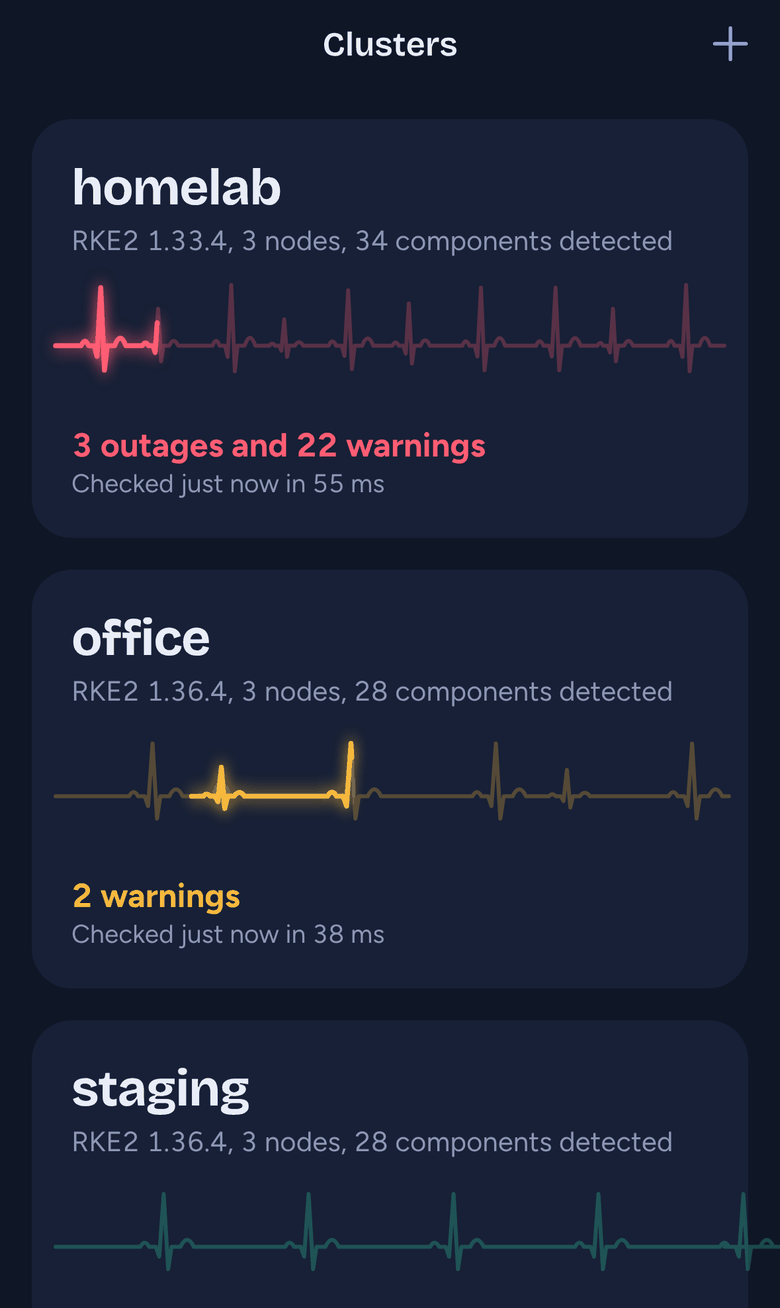 Clusters
homelab
RKE2 1.33.4, 3 nodes, 34 components detected
3 outages and 22 warnings
Checked just now in 55 ms
office
RKE2 1.36.4, 3 nodes, 28 components detected
2 warnings
Checked just now in 38 ms
staging
RKE2 1.36.4, 3 nodes, 28 components detected